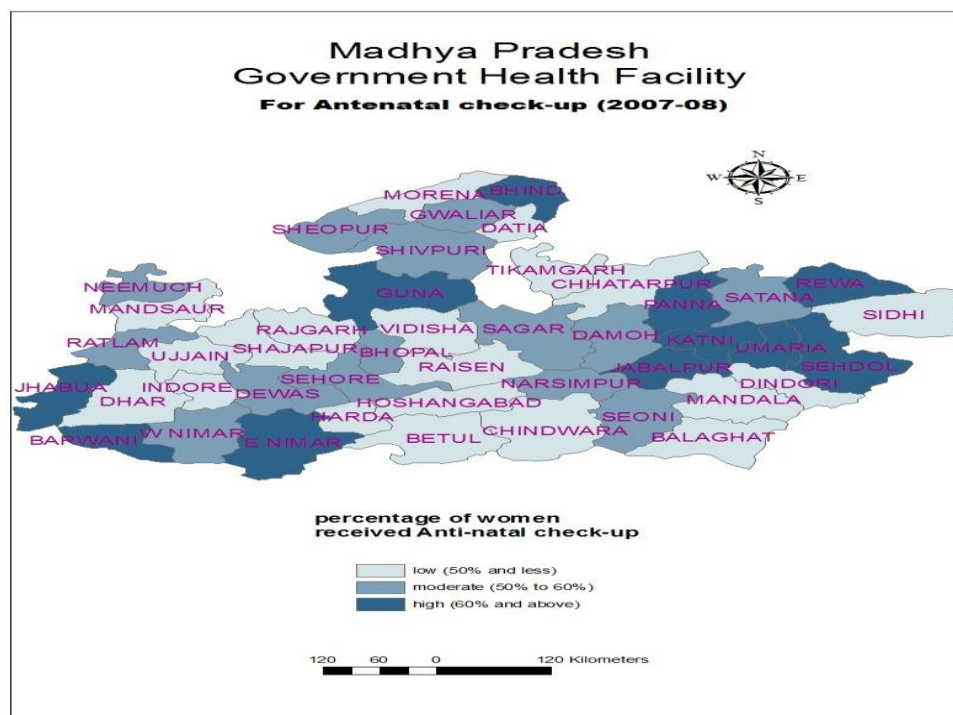 Madhya Pradesh
Government Health Facility
For Antenatal check-up (2007-08)
N
W E
S
MORENA BHIND
GWALIAR
SHEOPUR DATIA
SHIVPURI
TIKAMGARH
NEEMUCH CHHATARPUR REWA
GUNA PANNA SATANA
MANDSAUR SIDHI
RAJGARH VIDISHA SAGAR
RATLAM DAMOH KATNI
UJJAIN SHAJAPUR BHOPAL UMARIA
RAISEN JABALPUR SEHDOL
JHABUA INDORE SEHORE NARSIMPUR DINDORI
DHAR DEWAS HOSHANGABAD MANDALA
HARDA SEONI
BARWANI W NIMAR E NIMAR BETUL CHINDWARA BALAGHAT
percentage of women
received Anti-natal check-up
low (50% and less)
moderate (50% to 60%)
high (60% and above)
120 60 0 120 Kilometers